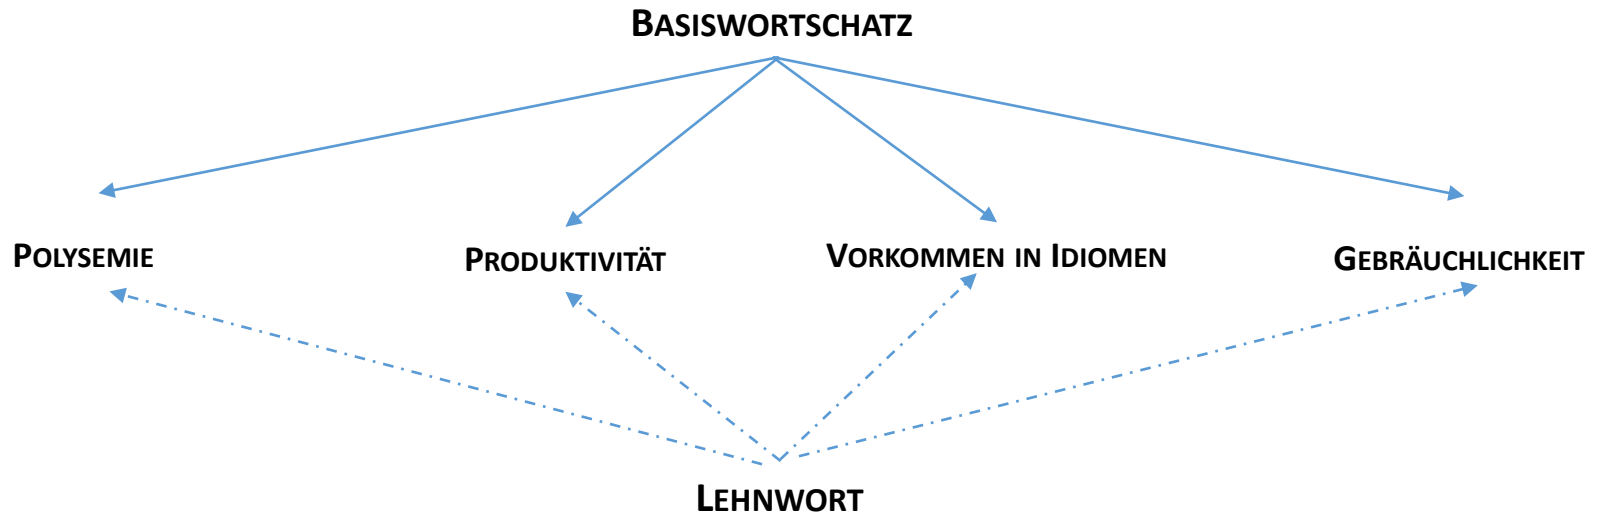 BASISWORTSCHATZ
POLYSEMIE
PRODUKTIVITÄT
VORKOMMEN IN IDIOMEN
GEBRÄUCHLICHKEIT
LEHNWORT